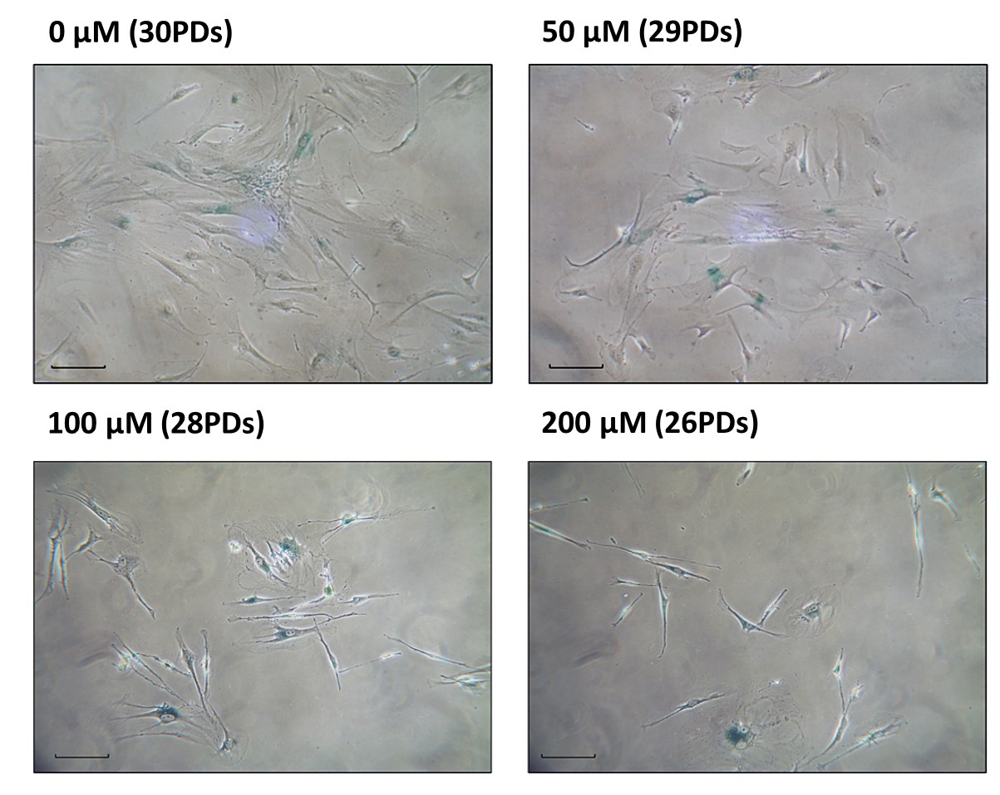 0 µM (30PDs)
50 µM (29PDs)
100 µM (28PDs)
200 µM (26PDs)